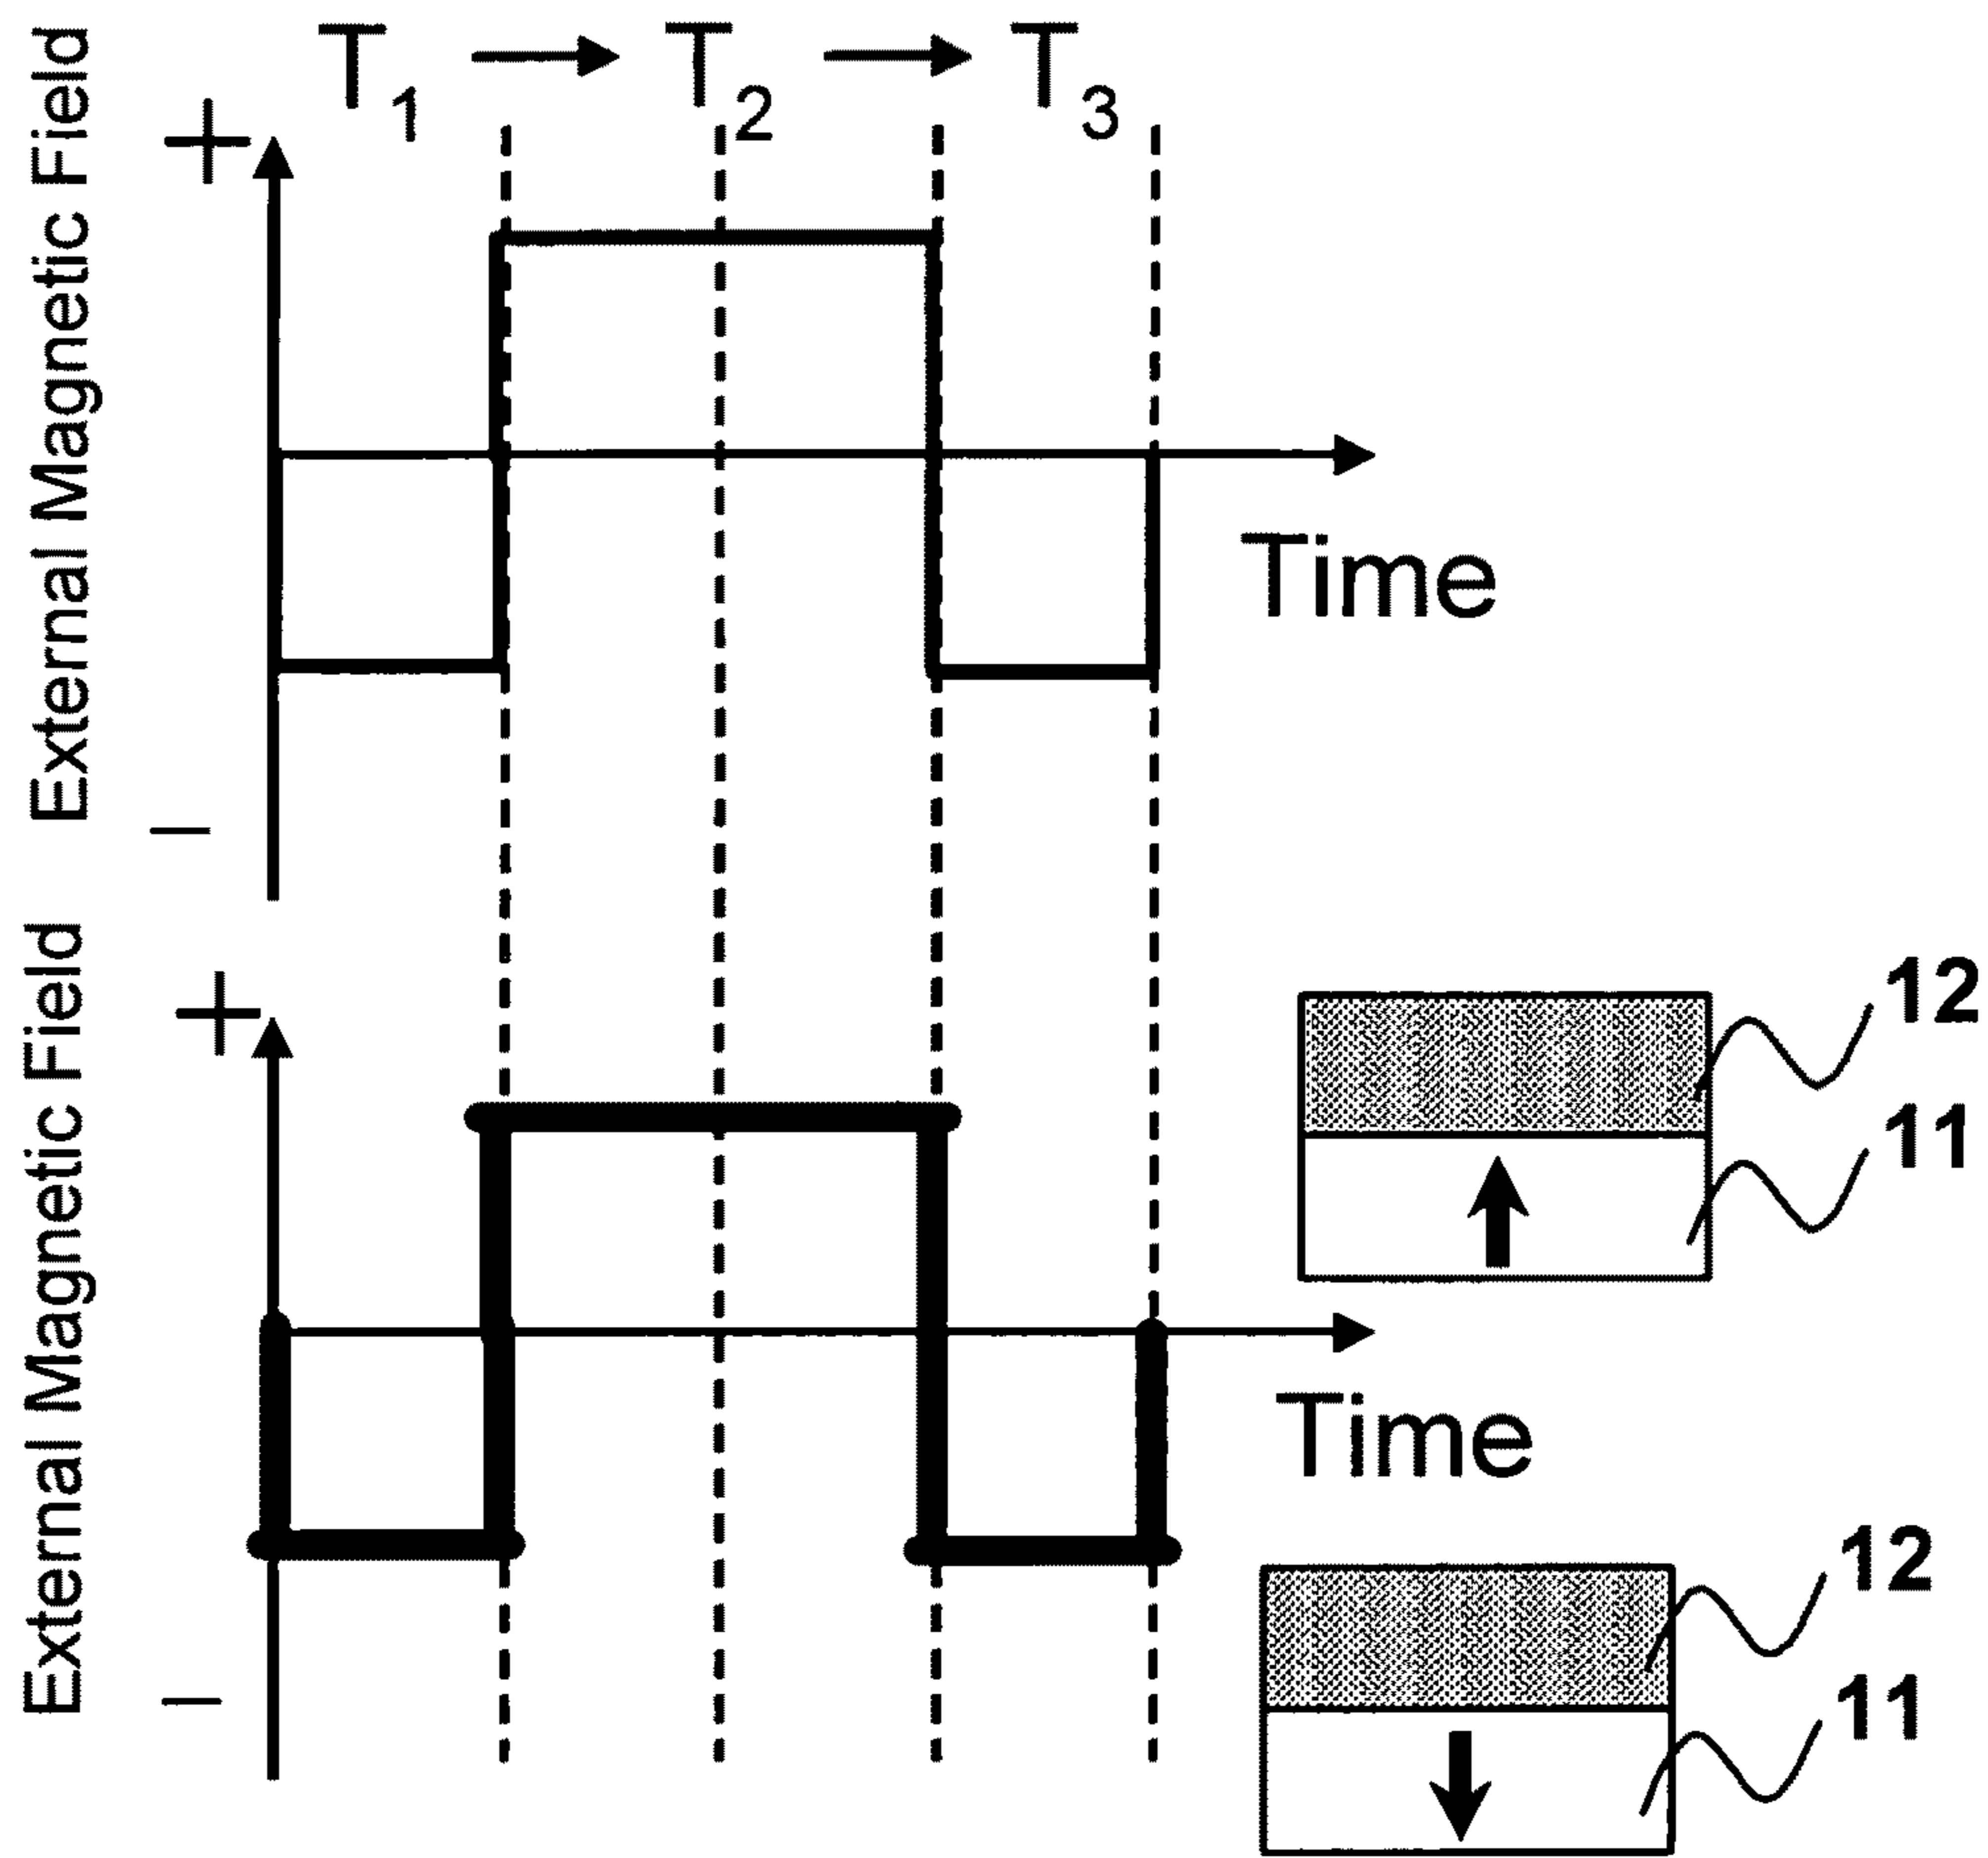 T1 → T2 → T3
External Magnetic Field
+
−
Time
External Magnetic Field
+
−
12
11
Time
12
11